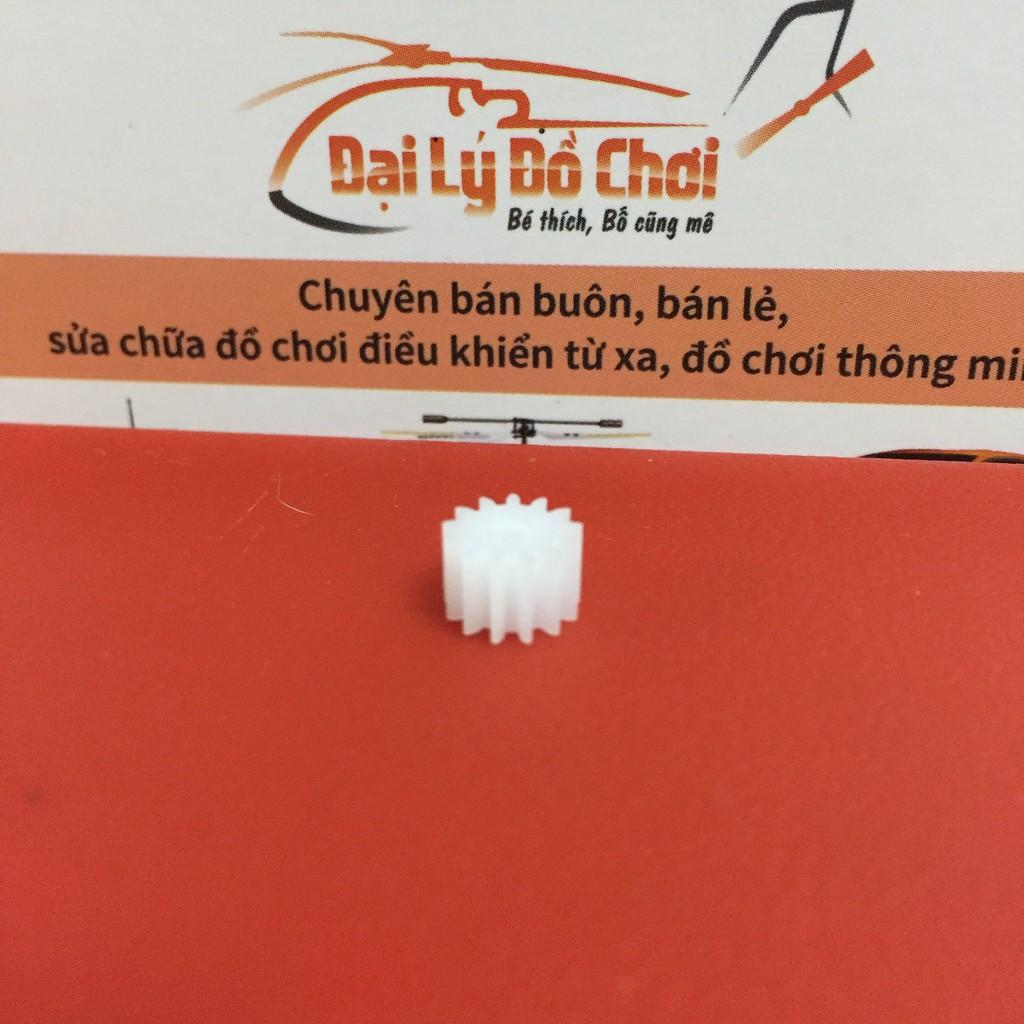 Đại Lý Đồ Chơi
Bé thích, Bố cũng mê
Chuyên bán buôn, bán lẻ,
sửa chữa đồ chơi điều khiển từ xa, đồ chơi thông